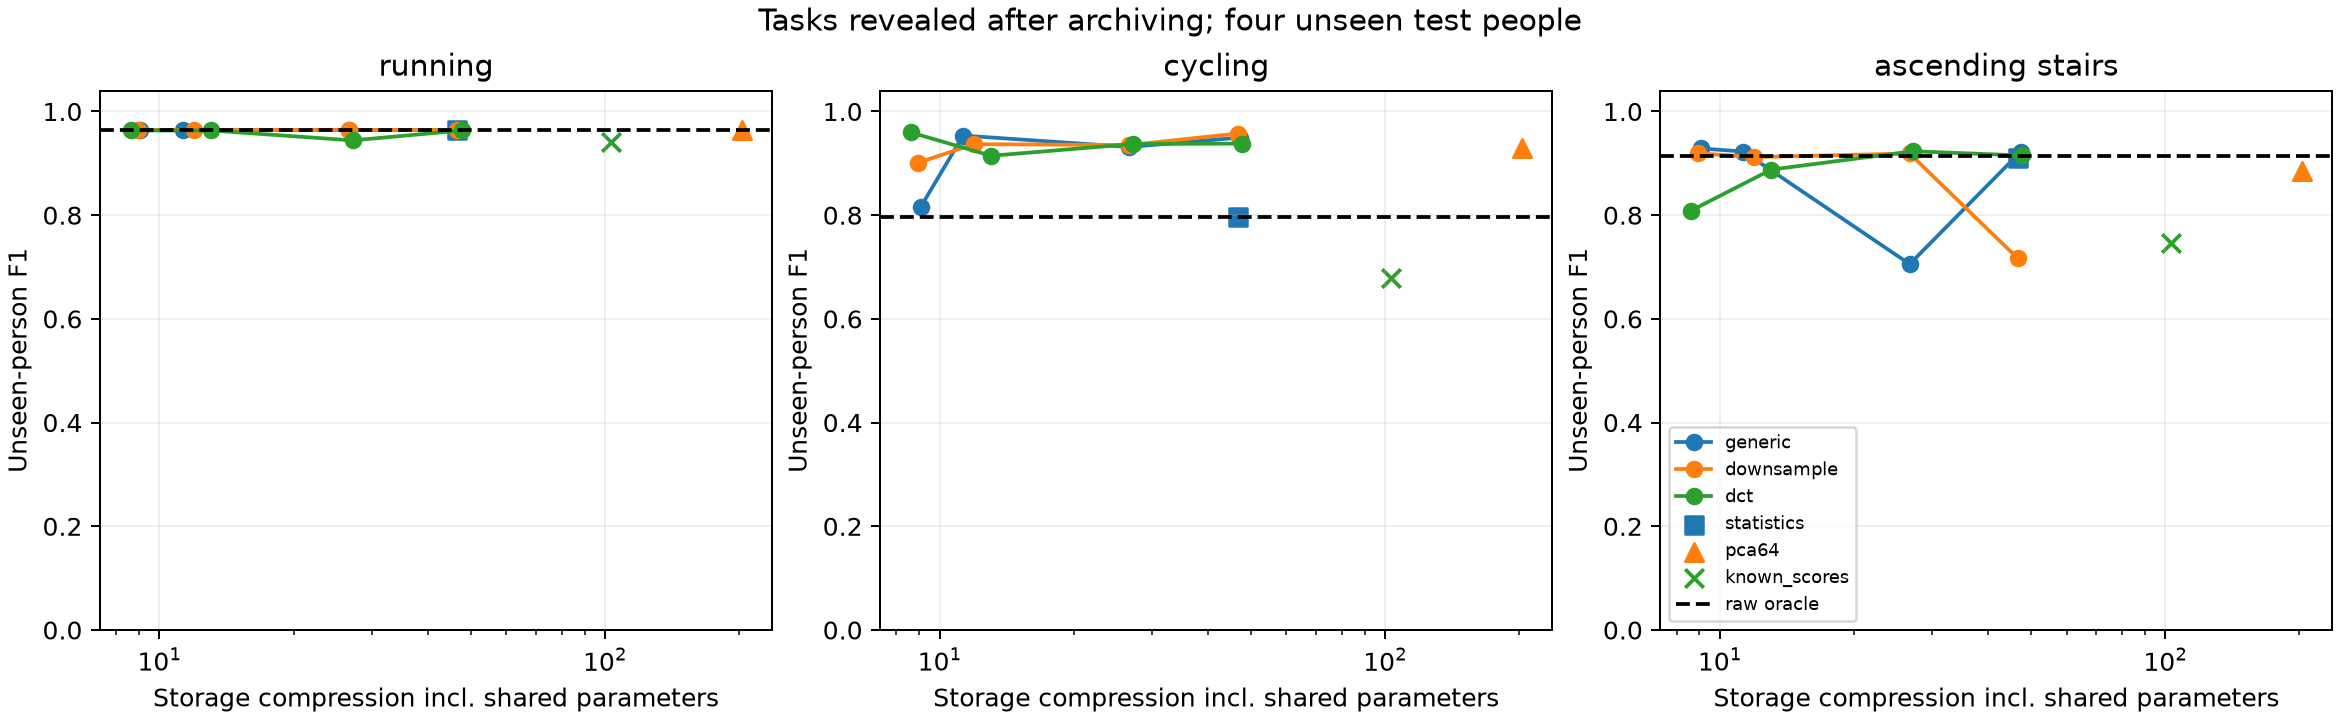 Tasks revealed after archiving; four unseen test people
running
Unseen-person F1
1.0
0.8
0.6
0.4
0.2
0.0
10¹
10²
Storage compression incl. shared parameters
cycling
Unseen-person F1
1.0
0.8
0.6
0.4
0.2
0.0
10¹
10²
Storage compression incl. shared parameters
ascending stairs
Unseen-person F1
1.0
0.8
0.6
0.4
0.2
0.0
generic
downsample
dct
statistics
pca64
known_scores
raw oracle
10¹
10²
Storage compression incl. shared parameters